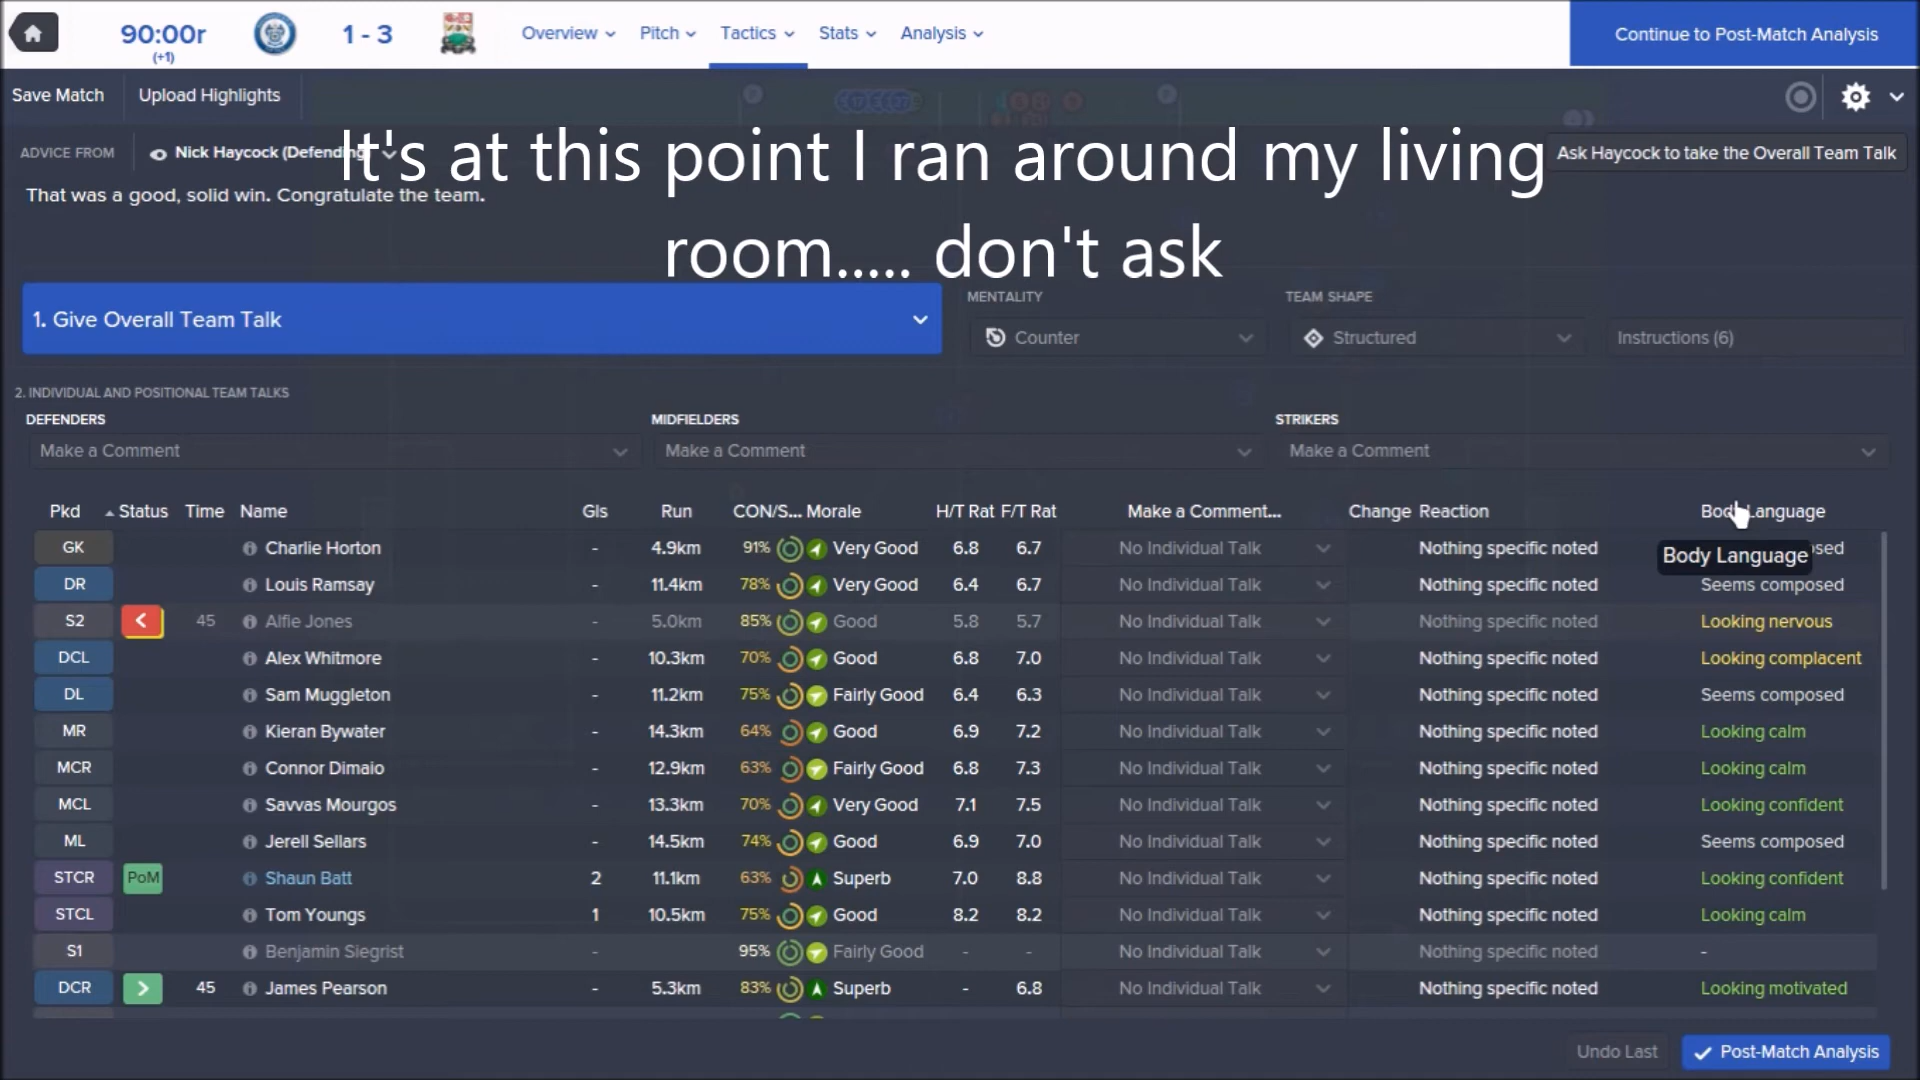 90:00r
(+1)
1 - 3
Overview
Pitch
Tactics
Stats
Analysis
Continue to Post-Match Analysis
Save Match
Upload Highlights
ADVICE FROM
Nick Haycock (Defending
Ask Haycock to take the Overall Team Talk
It's at this point I ran around my living
room..... don't ask
That was a good, solid win. Congratulate the team.
1. Give Overall Team Talk
MENTALITY
Counter
TEAM SHAPE
Structured
Instructions (6)
2. INDIVIDUAL AND POSITIONAL TEAM TALKS
DEFENDERS
MIDFIELDERS
STRIKERS
Make a Comment
Make a Comment
Make a Comment
Pkd Status Time Name Gls Run CON/S... Morale H/T Rat F/T Rat Make a Comment... Change Reaction Body Language
GK Charlie Horton - 4.9km 91% Very Good 6.8 6.7 No Individual Talk Nothing specific noted
Body Language
DR Louis Ramsay - 11.4km 78% Very Good 6.4 6.7 No Individual Talk Nothing specific noted Seems composed
S2 45 Alfie Jones - 5.0km 85% Good 5.8 5.7 No Individual Talk Nothing specific noted Looking nervous
DCL Alex Whitmore - 10.3km 70% Good 6.8 7.0 No Individual Talk Nothing specific noted Looking complacent
DL Sam Muggleton - 11.2km 75% Fairly Good 6.4 6.3 No Individual Talk Nothing specific noted Seems composed
MR Kieran Bywater - 14.3km 64% Good 6.9 7.2 No Individual Talk Nothing specific noted Looking calm
MCR Connor Dimaio - 12.9km 63% Fairly Good 6.8 7.3 No Individual Talk Nothing specific noted Looking calm
MCL Savvas Mourgos - 13.3km 70% Very Good 7.1 7.5 No Individual Talk Nothing specific noted Looking confident
ML Jerell Sellars - 14.5km 74% Good 6.9 7.0 No Individual Talk Nothing specific noted Seems composed
STCR PoM Shaun Batt 2 11.1km 63% Superb 7.0 8.8 No Individual Talk Nothing specific noted Looking confident
STCL Tom Youngs 1 10.5km 75% Good 8.2 8.2 No Individual Talk Nothing specific noted Looking calm
S1 Benjamin Siegrist - 95% Fairly Good - - No Individual Talk Nothing specific noted -
DCR 45 James Pearson - 5.3km 83% Superb - 6.8 No Individual Talk Nothing specific noted Looking motivated
Undo Last
Post-Match Analysis